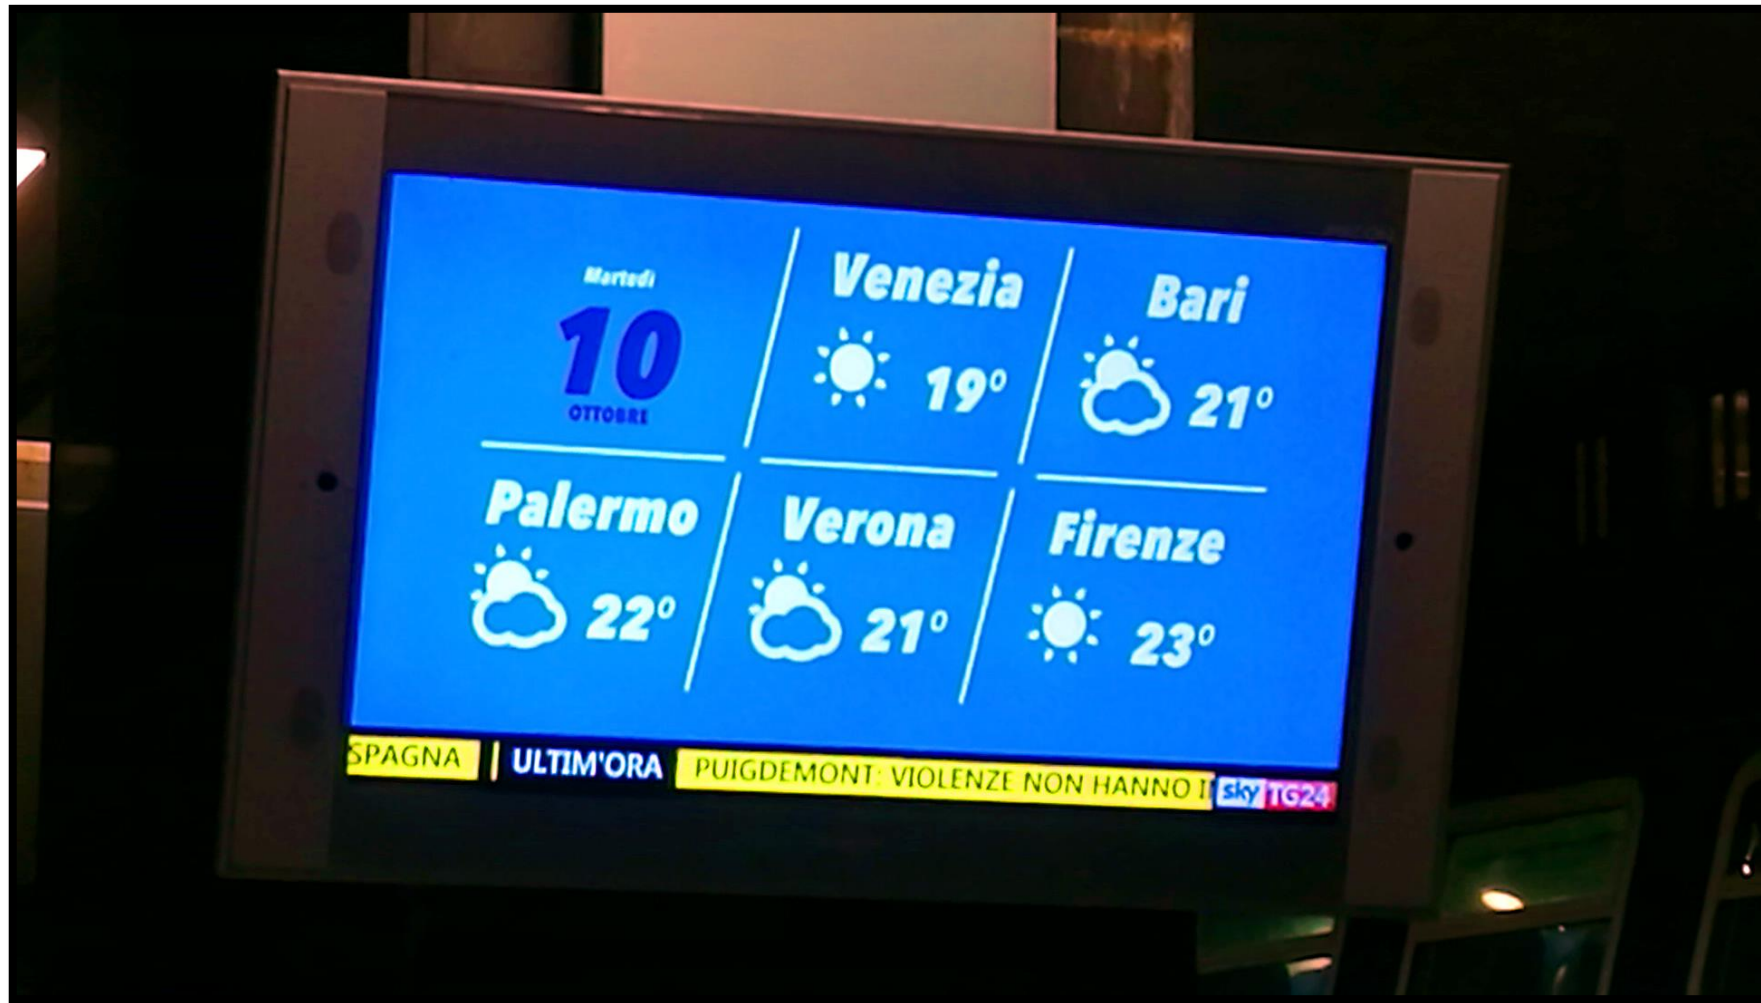 Martedì
10
OTTOBRE
Venezia
19°
Bari
21°
Palermo
22°
Verona
21°
Firenze
23°
SPAGNA
ULTIM'ORA
PUIGDEMONT: VIOLENZE NON HANNO
sky TG24